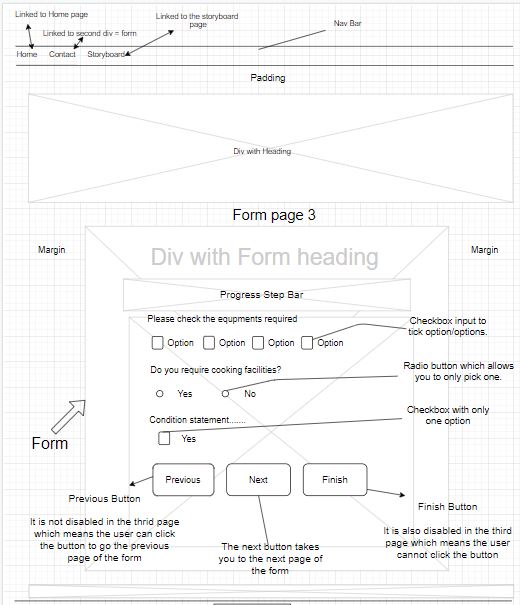 Linked to Home page
Linked to the storyboard
page
Nav Bar
Linked to second div = form
Home Contact Storyboard
Padding
Div with Heading
Form page 3
Margin
Margin
Div with Form heading
Progress Step Bar
Please check the equpments required
Checkbox input to
tick option/options.
Option Option Option Option
Do you require cooking facilities?
Radio button which allows
you to only pick one.
Yes No
Checkbox with only
one option
Condition statement.......
Yes
Form
Previous Next Finish
Previous Button
Finish Button
It is not disabled in the thrid page
which means the user can click
the button to go the previous
page of the form
The next button takes
you to the next page of
the form
It is also disabled in the third
page which means the user
cannot click the button